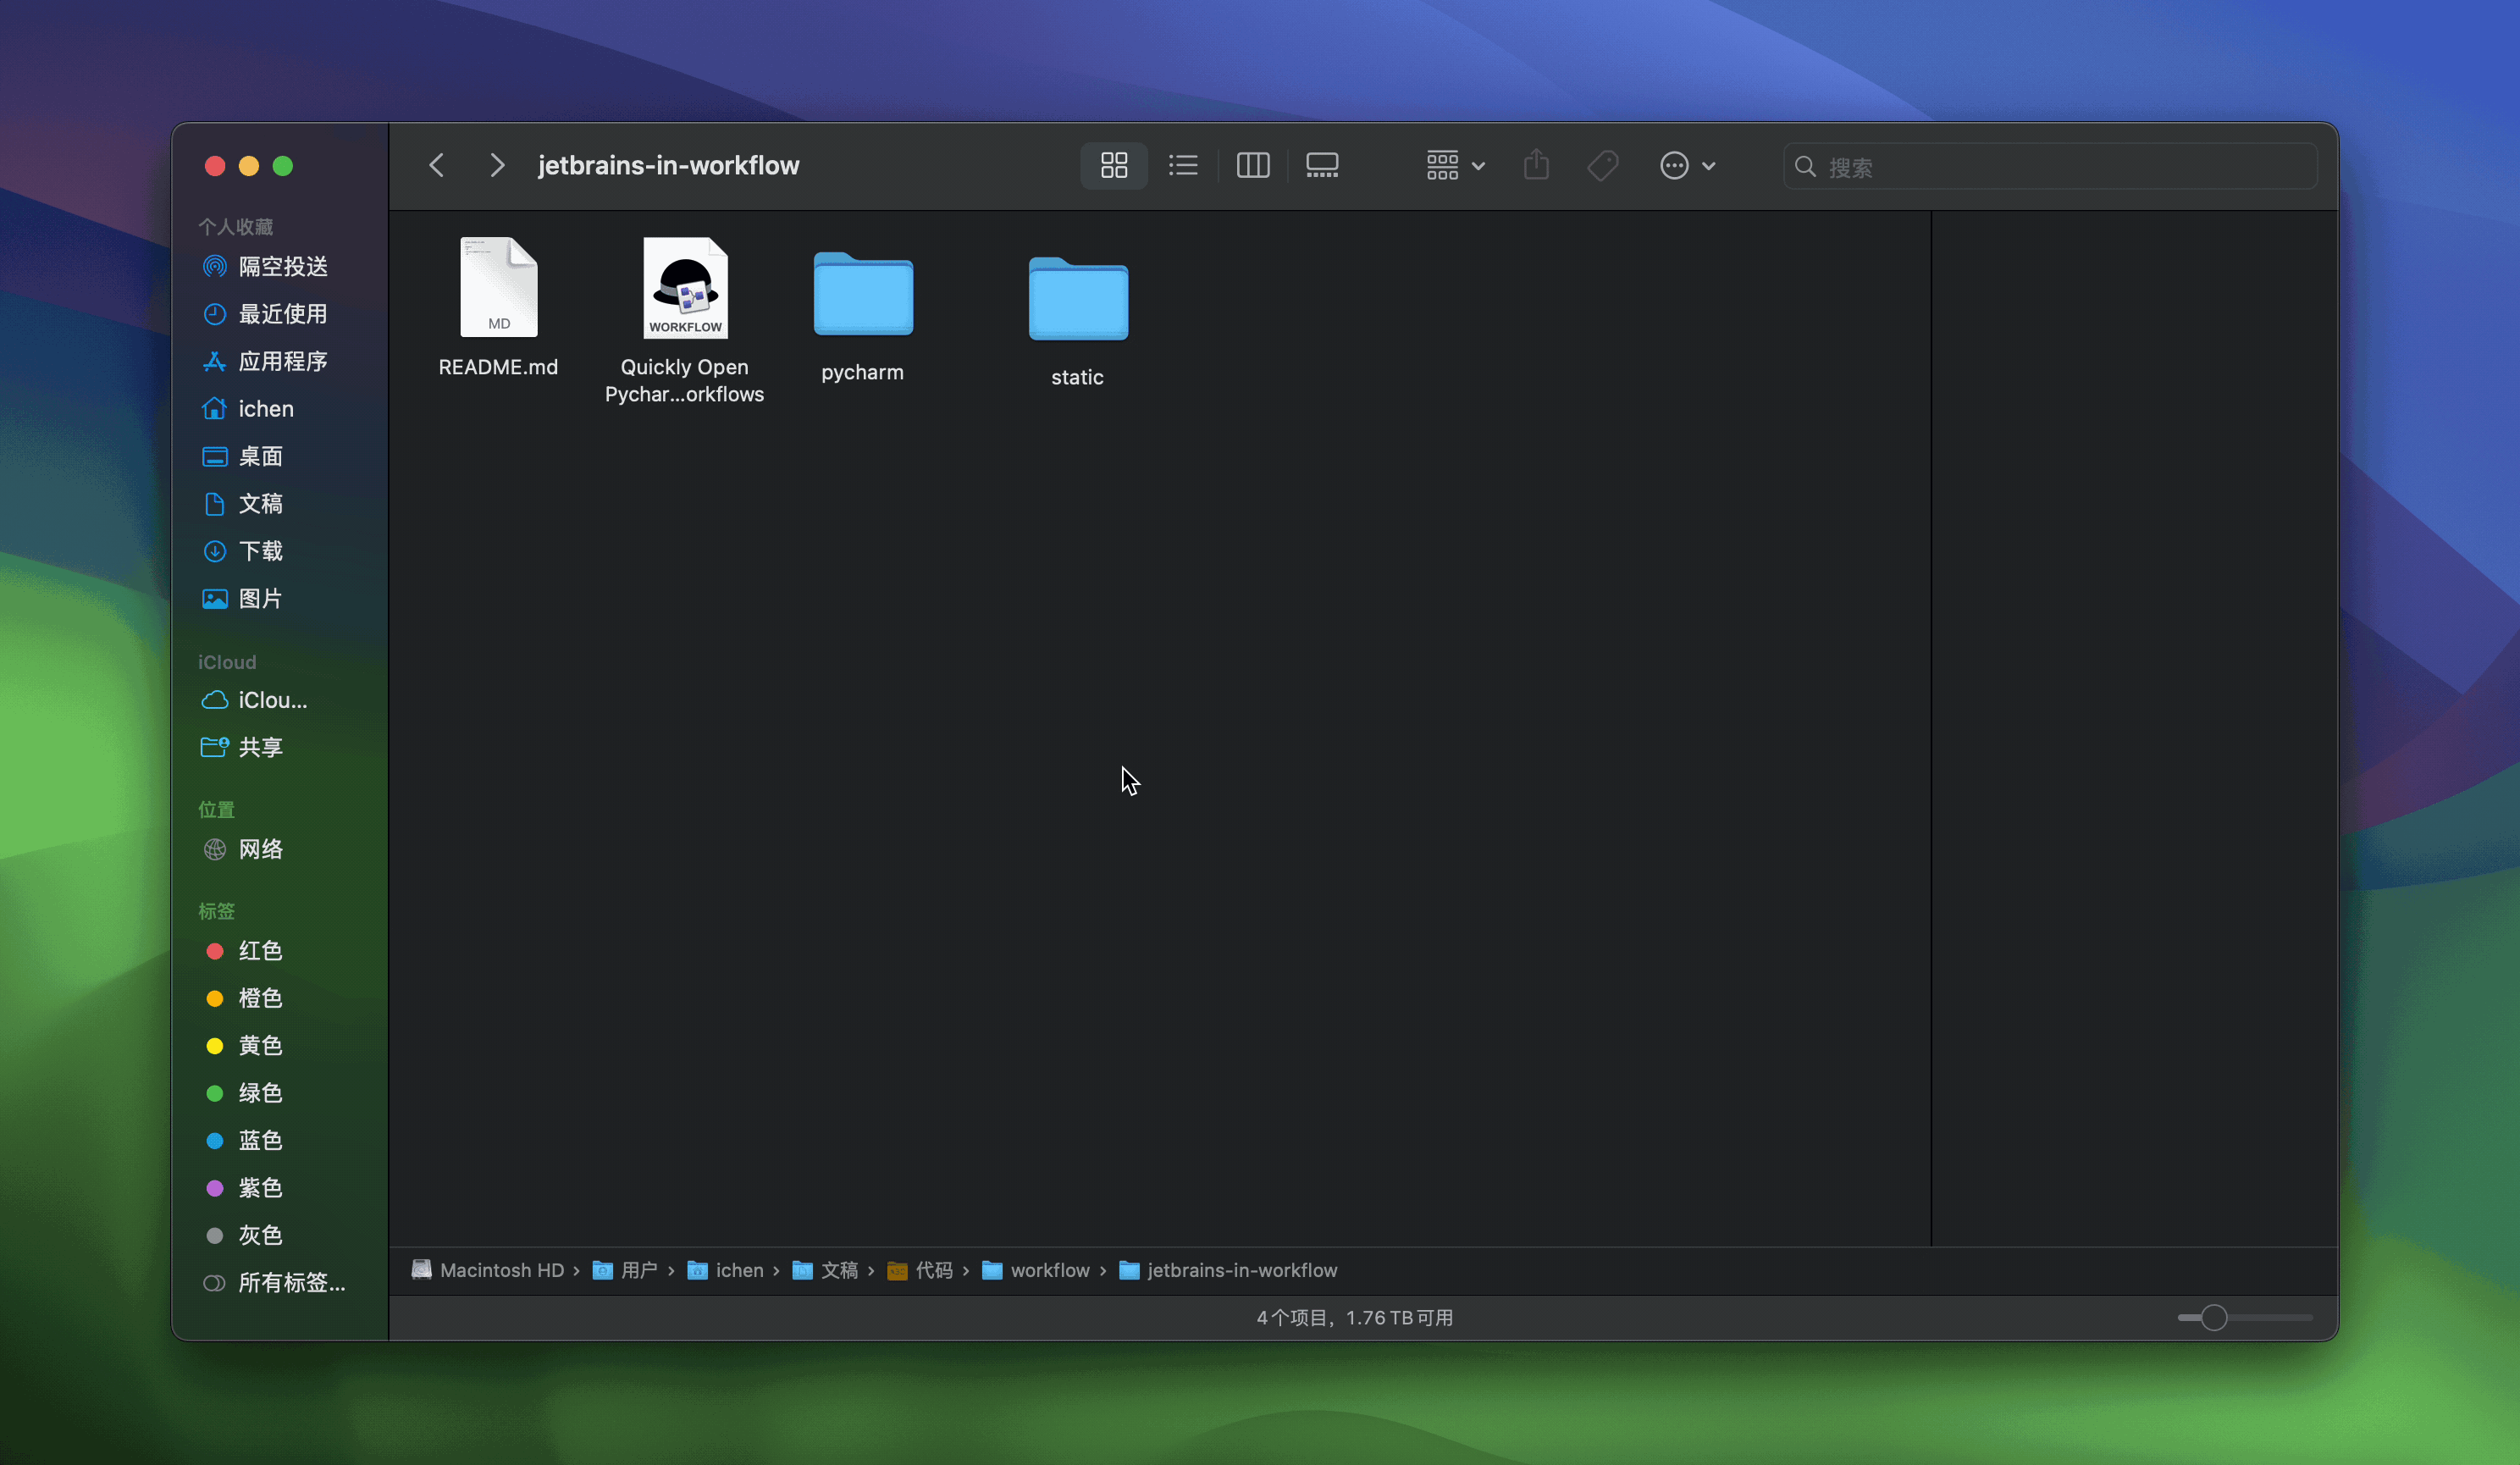 jetbrains-in-workflow
搜索
个人收藏
隔空投送
最近使用
应用程序
ichen
桌面
文稿
下载
图片
iCloud
iClou...
共享
位置
网络
标签
红色
橙色
黄色
绿色
蓝色
紫色
灰色
所有标签...
MD
README.md
WORKFLOW
Quickly Open
Pychar...orkflows
pycharm
static
Macintosh HD › 用户 › ichen › 文稿 › 代码 › workflow › jetbrains-in-workflow
4个项目，1.76 TB可用